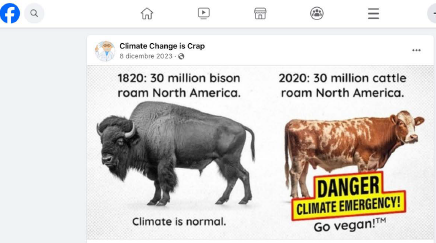 Climate Change is Crap
6 dicembre 2023 ·
1820: 30 million bison
roam North America.
2020: 30 million cattle
roam North America.
DANGER
CLIMATE EMERGENCY!
Climate is normal.
Go vegan!™